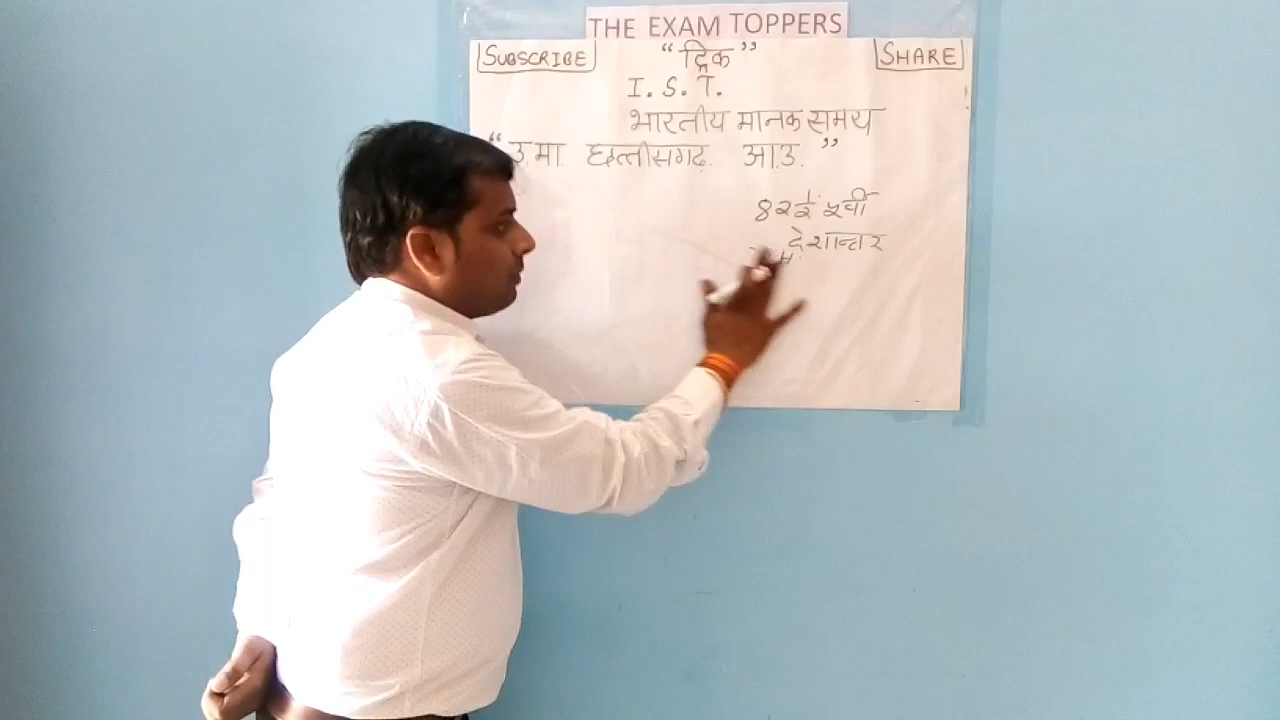 THE EXAM TOPPERS
SUBSCRIBE
"ट्रिक"
SHARE
I. S. T.
भारतीय मानक समय
"उ.मा. छत्तीसगढ़. आ.उ."
82½ पूर्वी
देशान्तर